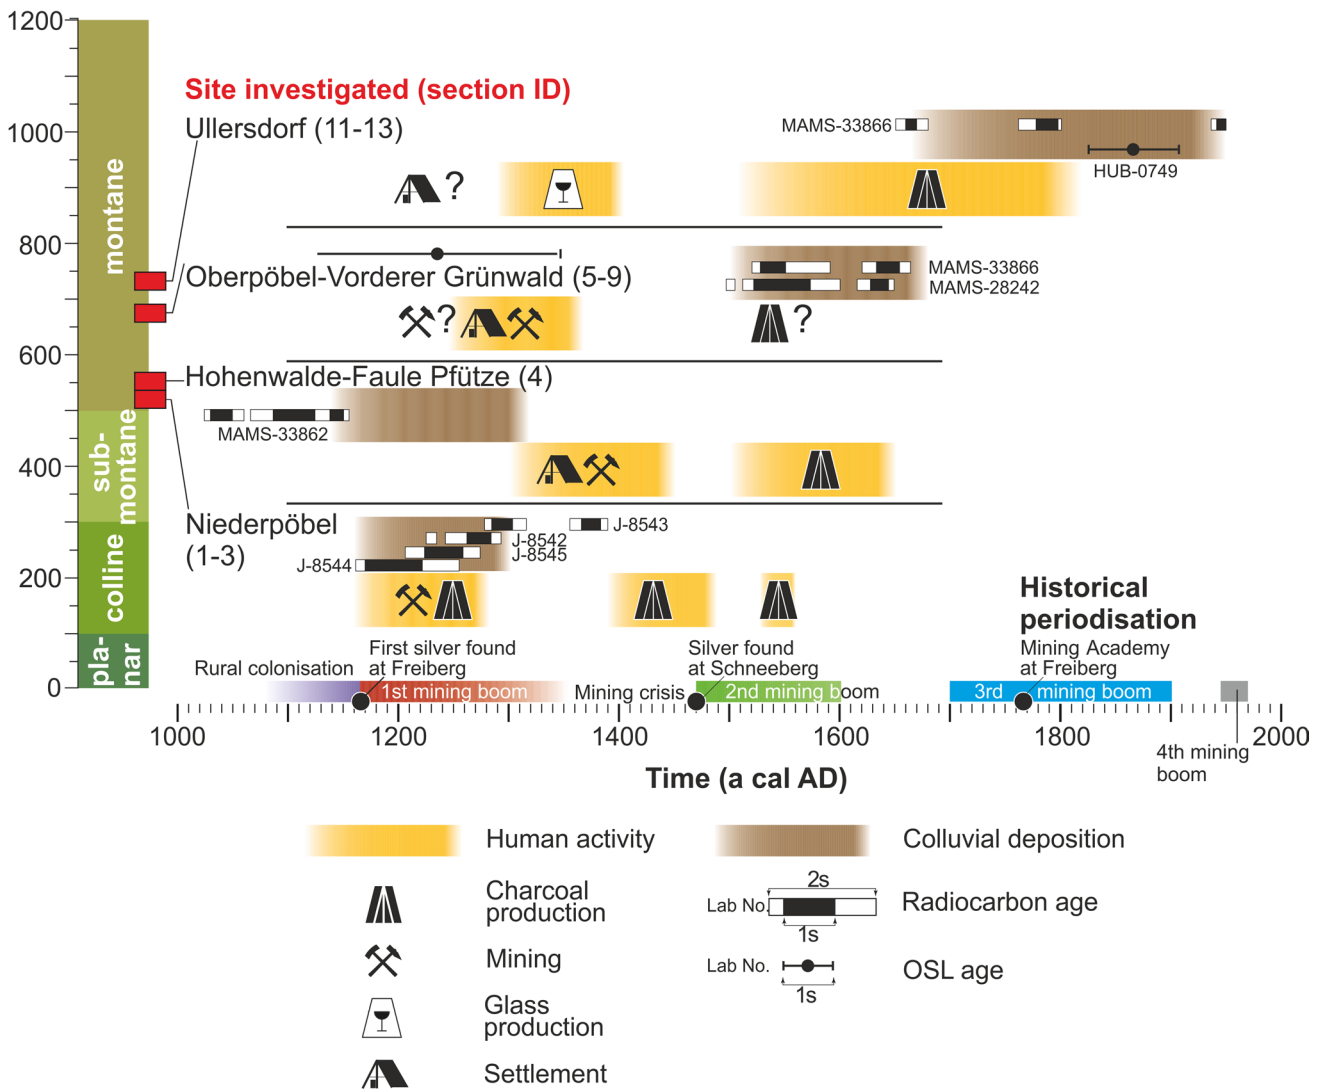 1200
1000
800
600
400
200
0
montane
sub-
montane
colline
pla-
nar
Site investigated (section ID)
Ullersdorf (11-13)
MAMS-33866
HUB-0749
?
Oberpöbel-Vorderer Grünwald (5-9)
MAMS-33866
MAMS-28242
?
?
Hohenwalde-Faule Pfütze (4)
MAMS-33862
Niederpöbel
(1-3)
J-8543
J-8542
J-8545
J-8544
Historical
periodisation
First silver found
at Freiberg
Silver found
at Schneeberg
Mining Academy
at Freiberg
Rural colonisation
1st mining boom
Mining crisis
2nd mining boom
3rd mining boom
4th mining
boom
1000
1200
1400
1600
1800
2000
Time (a cal AD)
Human activity
Charcoal
production
Mining
Glass
production
Settlement
Colluvial deposition
2s
Lab No.
1s
Radiocarbon age
Lab No.
1s
OSL age